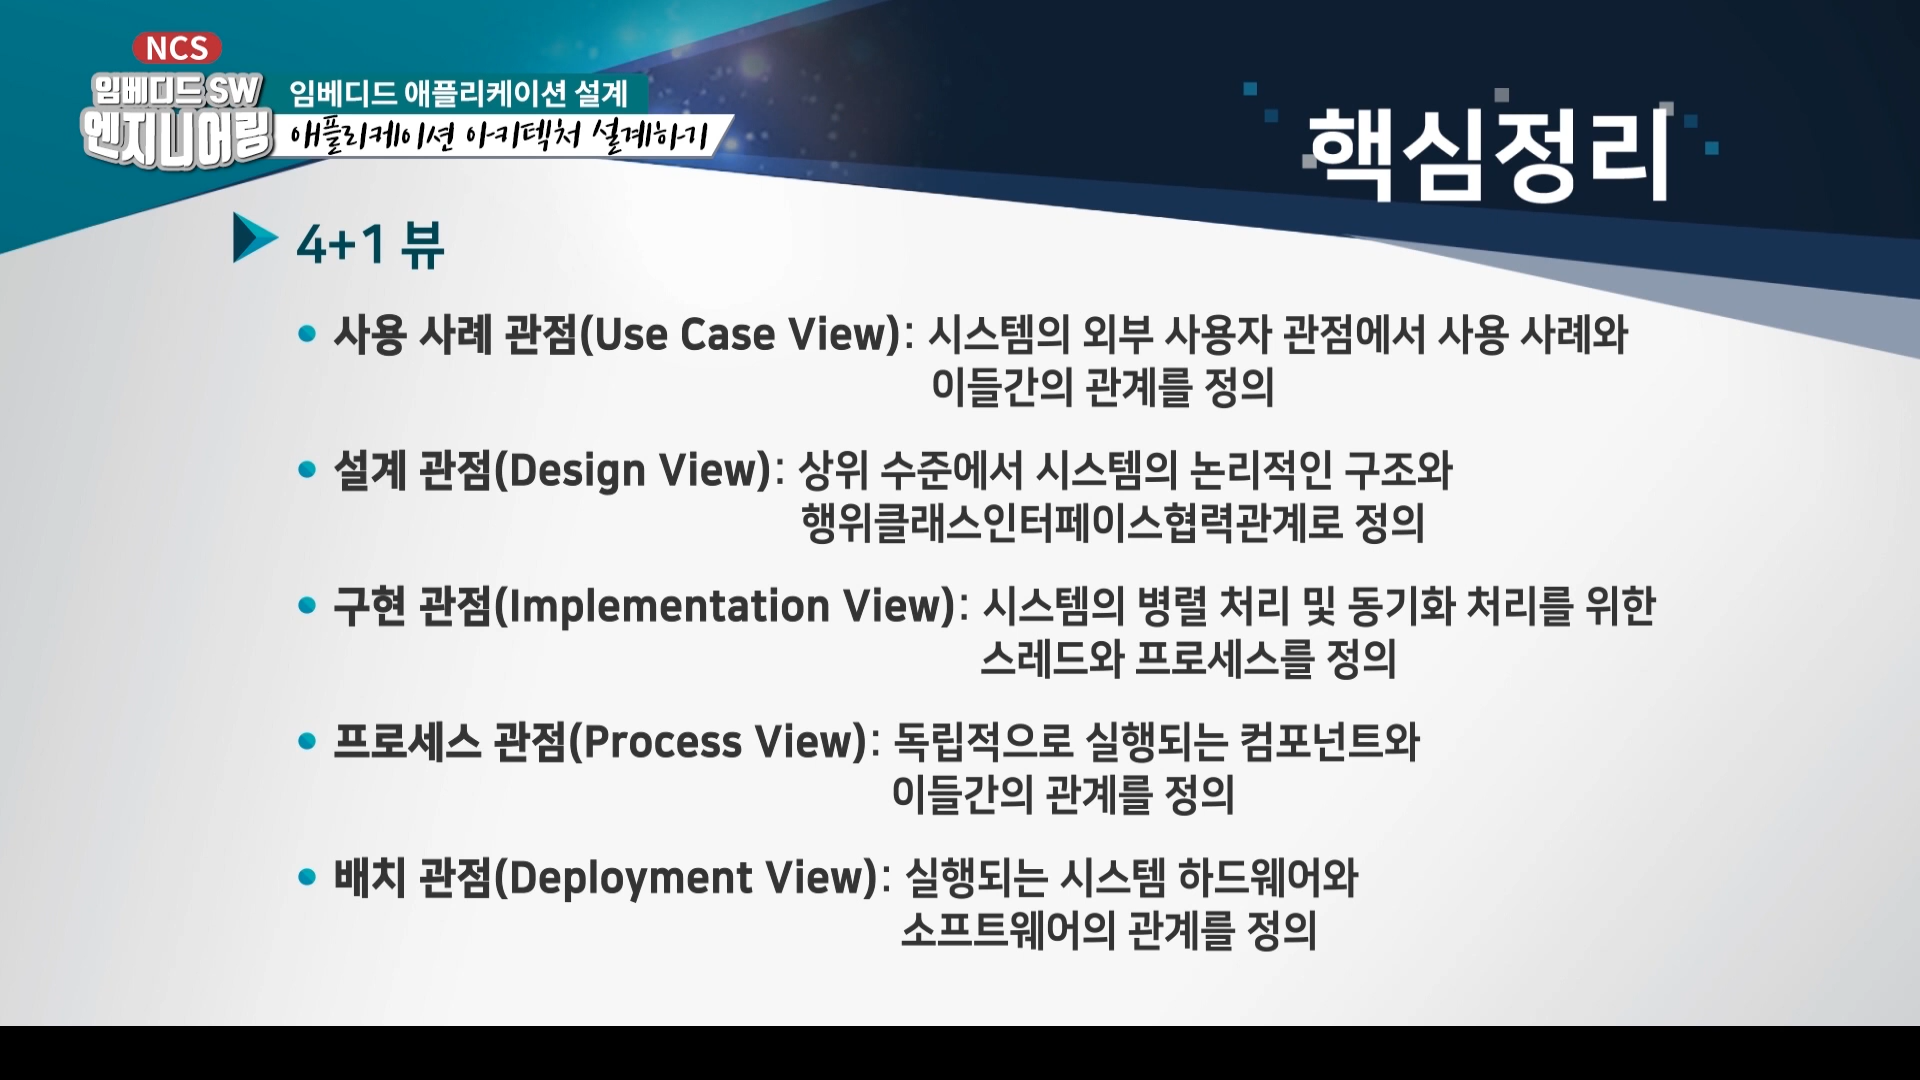 NCS
임베디드 SW
엔지니어링
임베디드 애플리케이션 설계
애플리케이션 아키텍처 설계하기
핵심정리
4+1 뷰
사용 사례 관점(Use Case View): 시스템의 외부 사용자 관점에서 사용 사례와
이들간의 관계를 정의
설계 관점(Design View): 상위 수준에서 시스템의 논리적인 구조와
행위클래스인터페이스협력관계로 정의
구현 관점(Implementation View): 시스템의 병렬 처리 및 동기화 처리를 위한
스레드와 프로세스를 정의
프로세스 관점(Process View): 독립적으로 실행되는 컴포넌트와
이들간의 관계를 정의
배치 관점(Deployment View): 실행되는 시스템 하드웨어와
소프트웨어의 관계를 정의